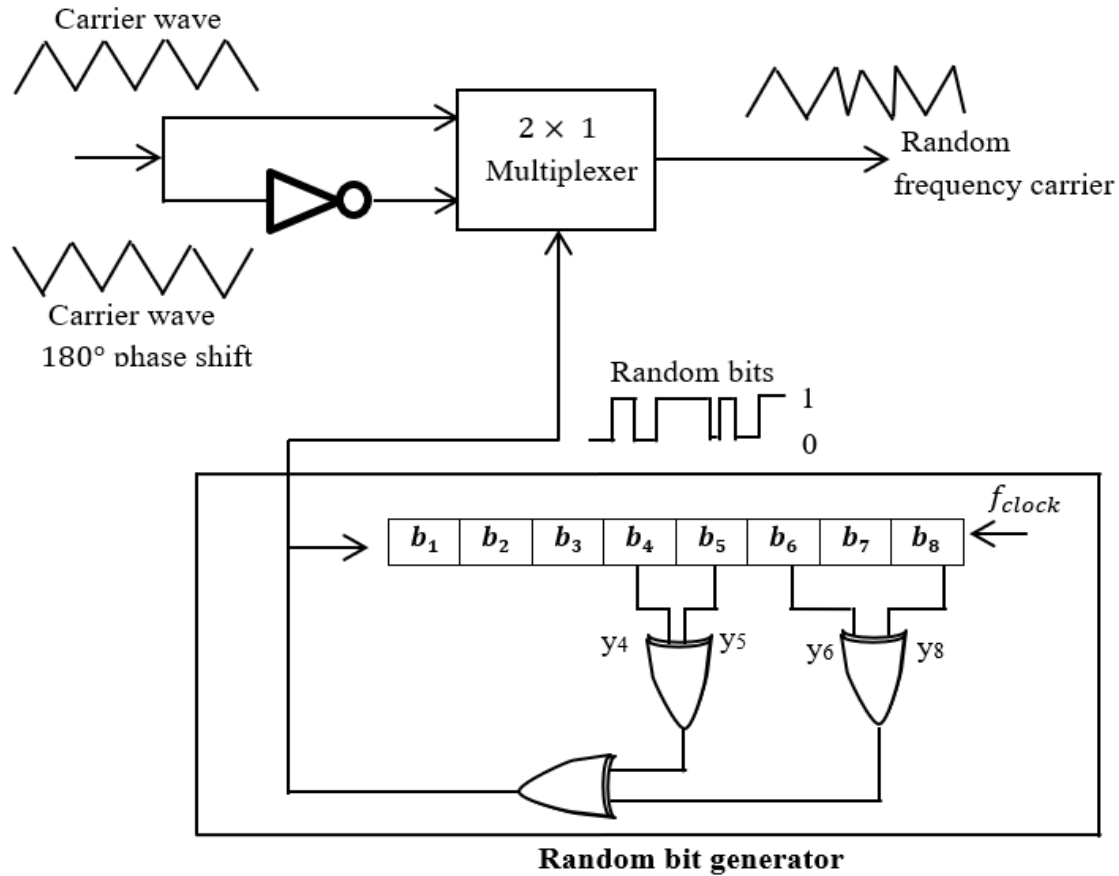 Carrier wave
2 × 1
Multiplexer
Random
frequency carrier
Carrier wave
180° phase shift
Random bits
1
0
f_clock
b₁ b₂ b₃ b₄ b₅ b₆ b₇ b₈
y₄ y₅ y₆ y₈
Random bit generator